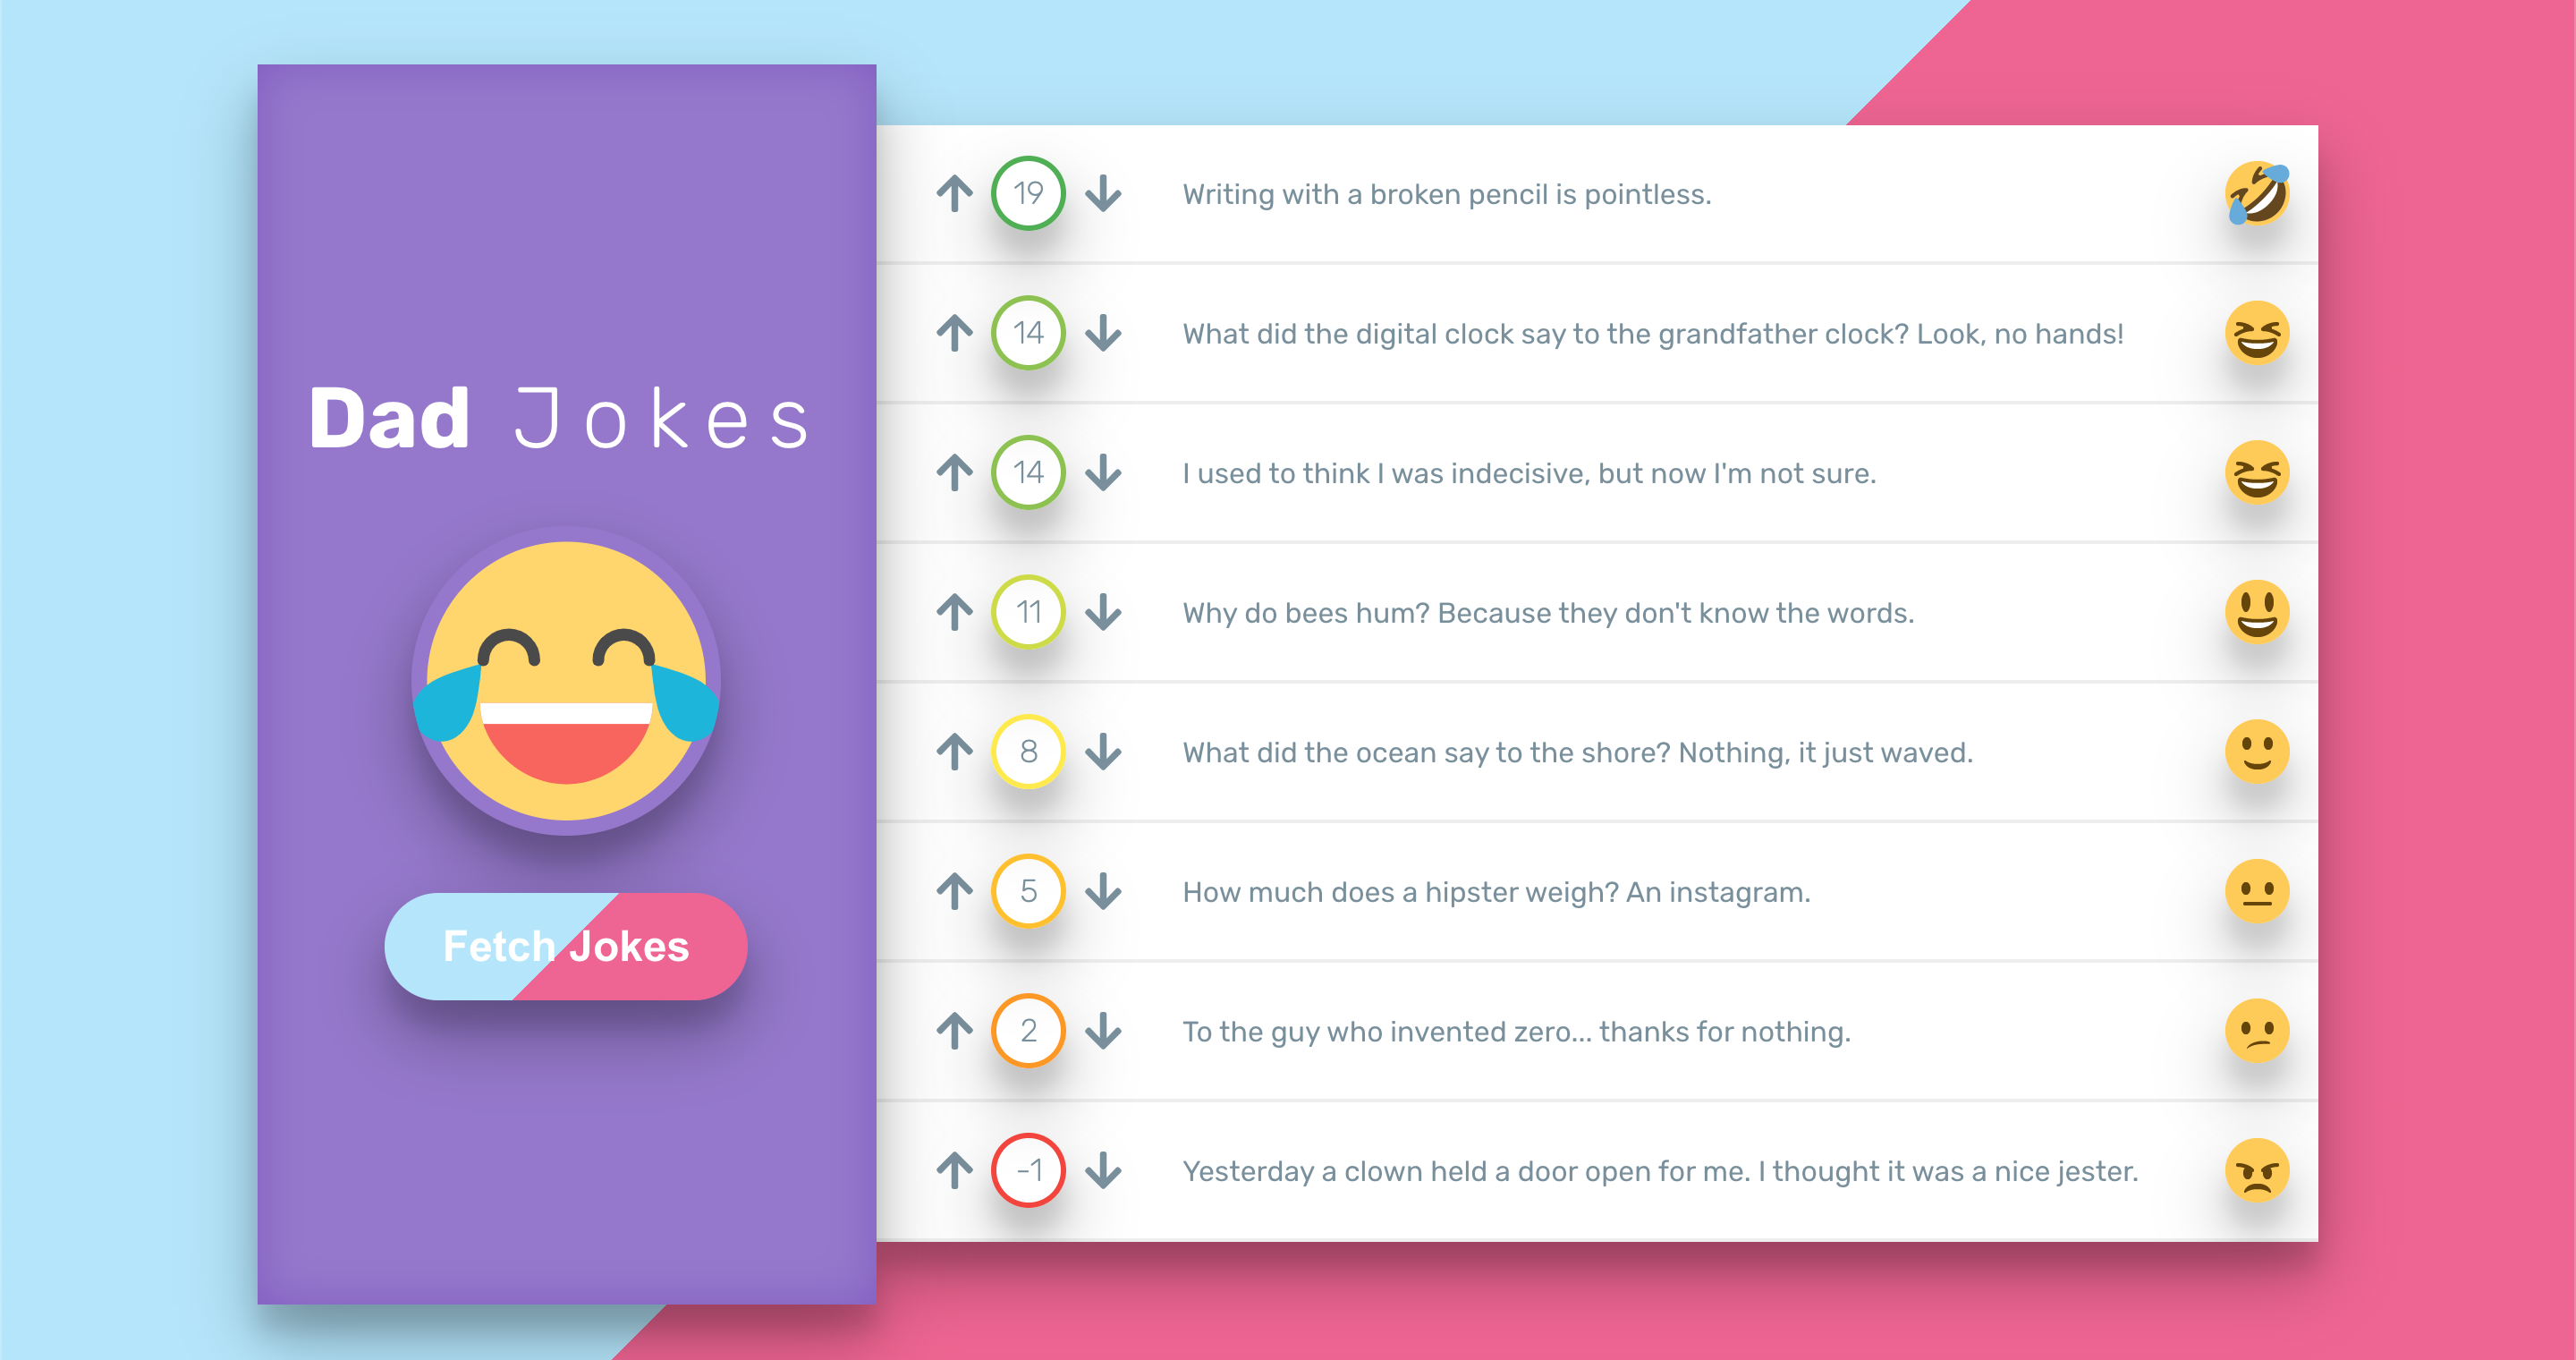 Dad Jokes
Fetch Jokes
19 Writing with a broken pencil is pointless.
14 What did the digital clock say to the grandfather clock? Look, no hands!
14 I used to think I was indecisive, but now I'm not sure.
11 Why do bees hum? Because they don't know the words.
8 What did the ocean say to the shore? Nothing, it just waved.
5 How much does a hipster weigh? An instagram.
2 To the guy who invented zero... thanks for nothing.
-1 Yesterday a clown held a door open for me. I thought it was a nice jester.